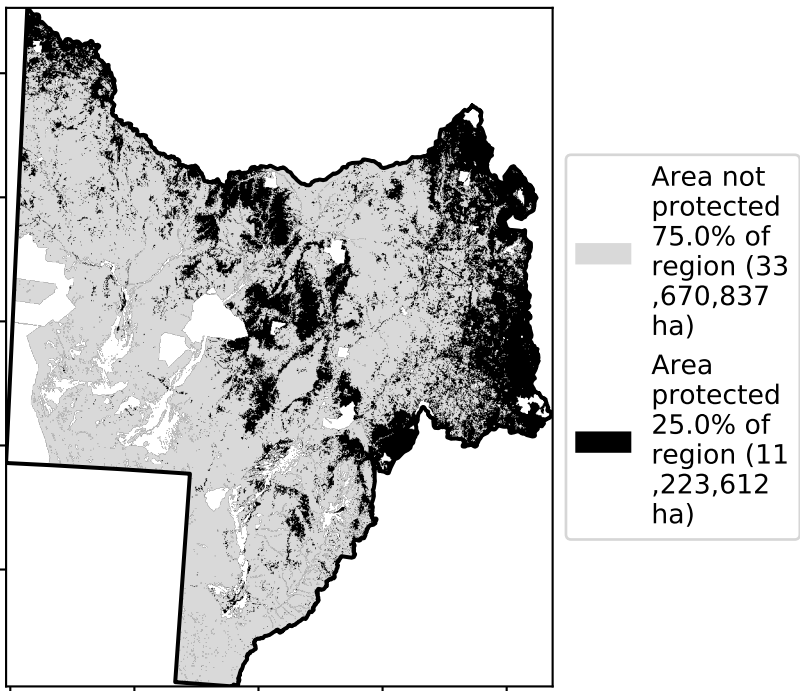 Area not
protected
75.0% of
region (33
,670,837
ha)
Area
protected
25.0% of
region (11
,223,612
ha)